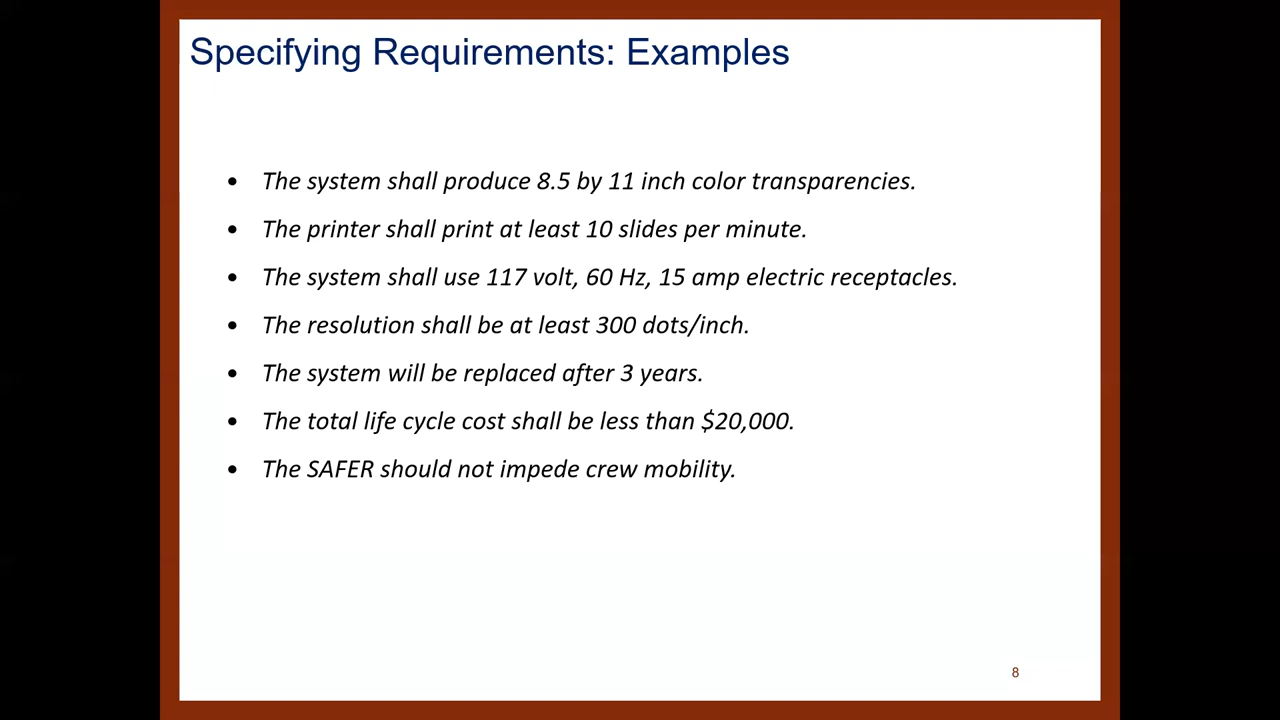 Specifying Requirements: Examples
• The system shall produce 8.5 by 11 inch color transparencies.
• The printer shall print at least 10 slides per minute.
• The system shall use 117 volt, 60 Hz, 15 amp electric receptacles.
• The resolution shall be at least 300 dots/inch.
• The system will be replaced after 3 years.
• The total life cycle cost shall be less than $20,000.
• The SAFER should not impede crew mobility.
8